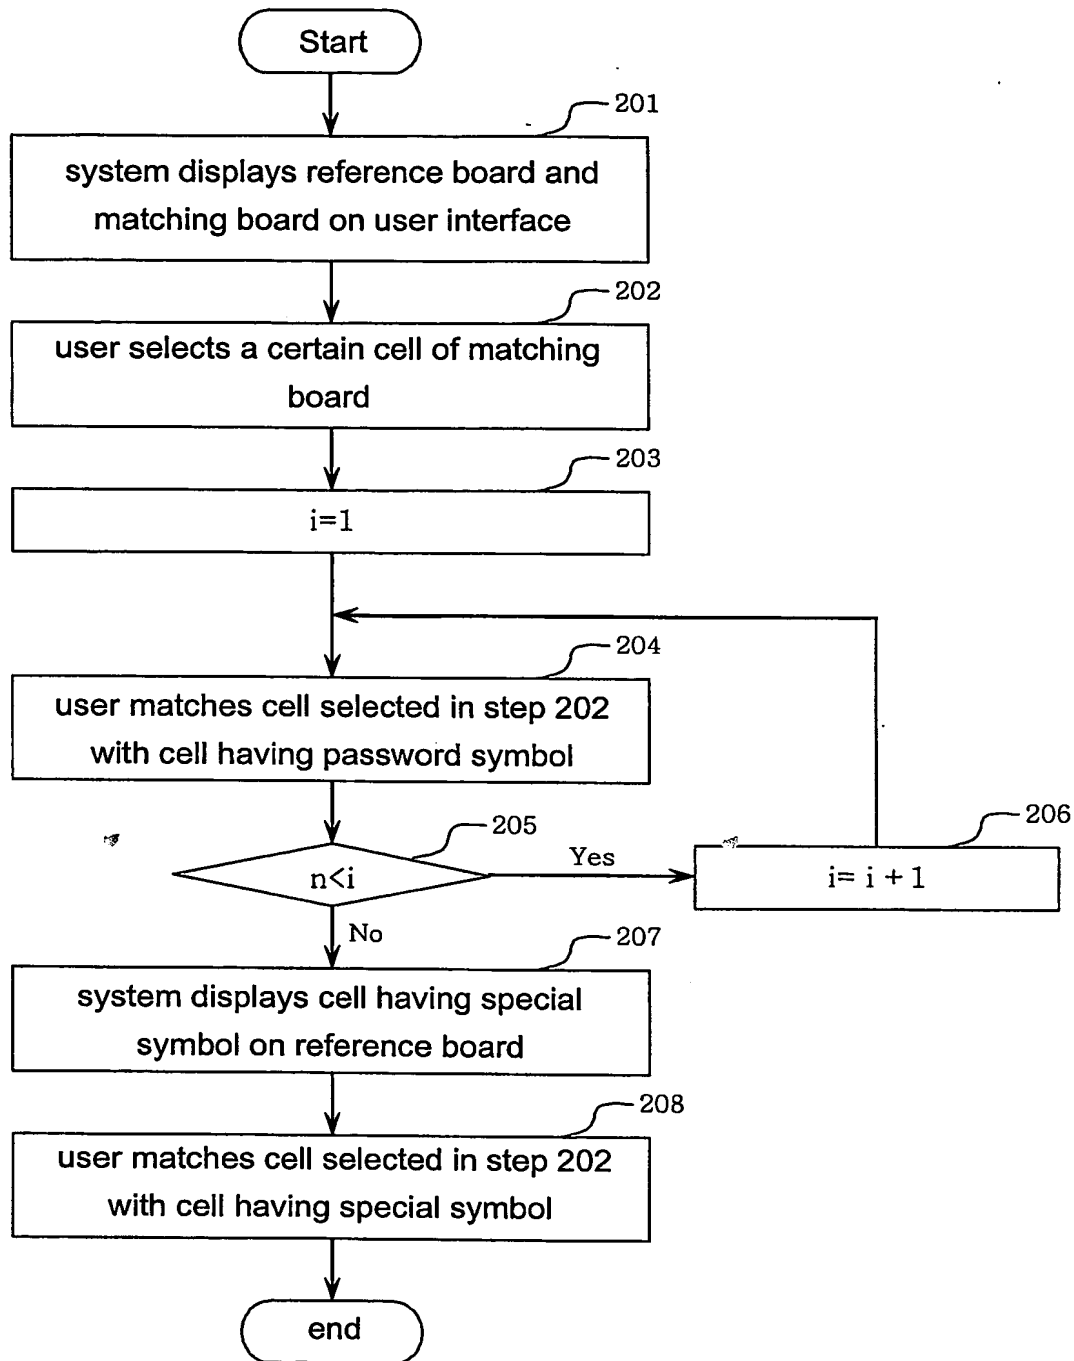 Start
201
system displays reference board and
matching board on user interface
202
user selects a certain cell of matching
board
203
i=1
204
user matches cell selected in step 202
with cell having password symbol
205
n<i
Yes
206
i= i + 1
No
207
system displays cell having special
symbol on reference board
208
user matches cell selected in step 202
with cell having special symbol
end